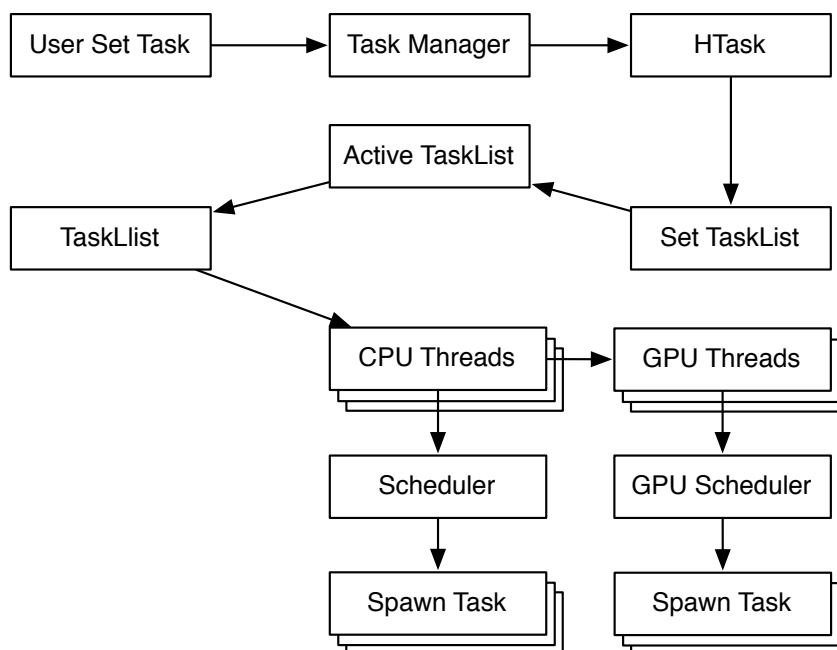 User Set Task
Task Manager
HTask
Active TaskList
TaskLlist
Set TaskList
CPU Threads
GPU Threads
Scheduler
GPU Scheduler
Spawn Task
Spawn Task